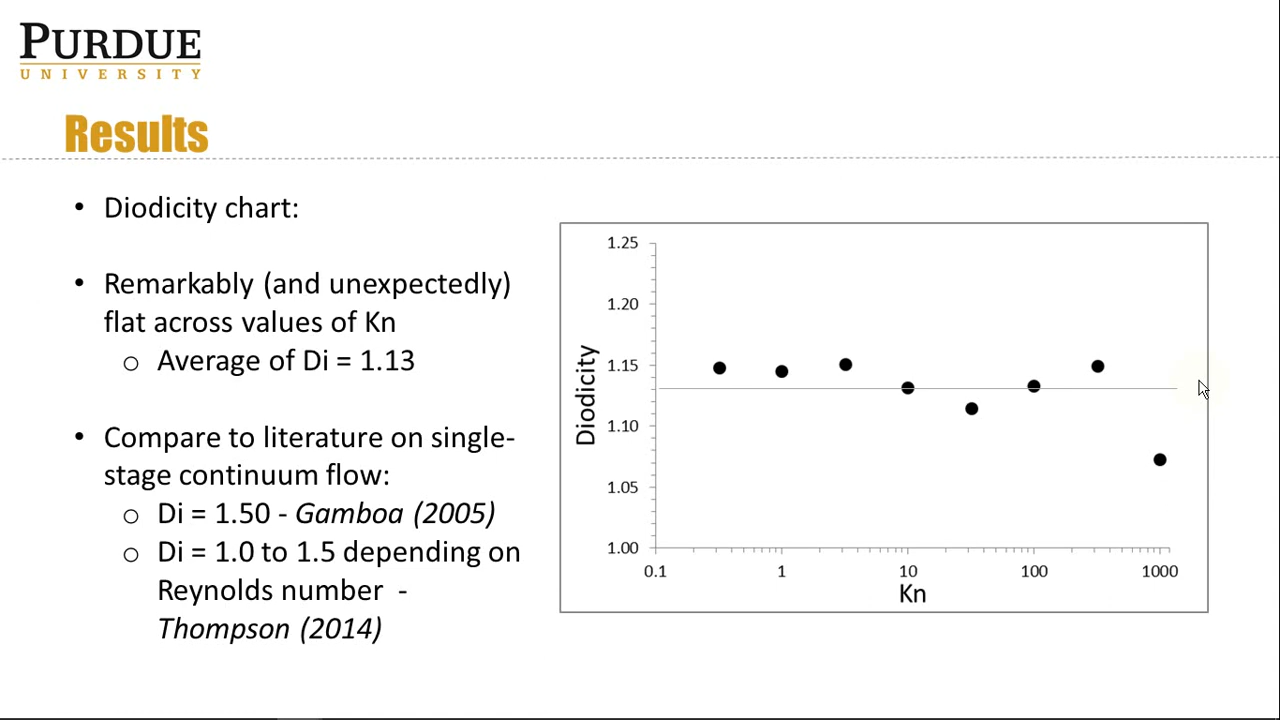 PURDUE
UNIVERSITY
Results
• Diodicity chart:
• Remarkably (and unexpectedly)
flat across values of Kn
o Average of Di = 1.13
• Compare to literature on single-
stage continuum flow:
o Di = 1.50 - Gamboa (2005)
o Di = 1.0 to 1.5 depending on
Reynolds number -
Thompson (2014)
Diodicity
1.25
1.20
1.15
1.10
1.05
1.00
0.1 1 10 100 1000
Kn